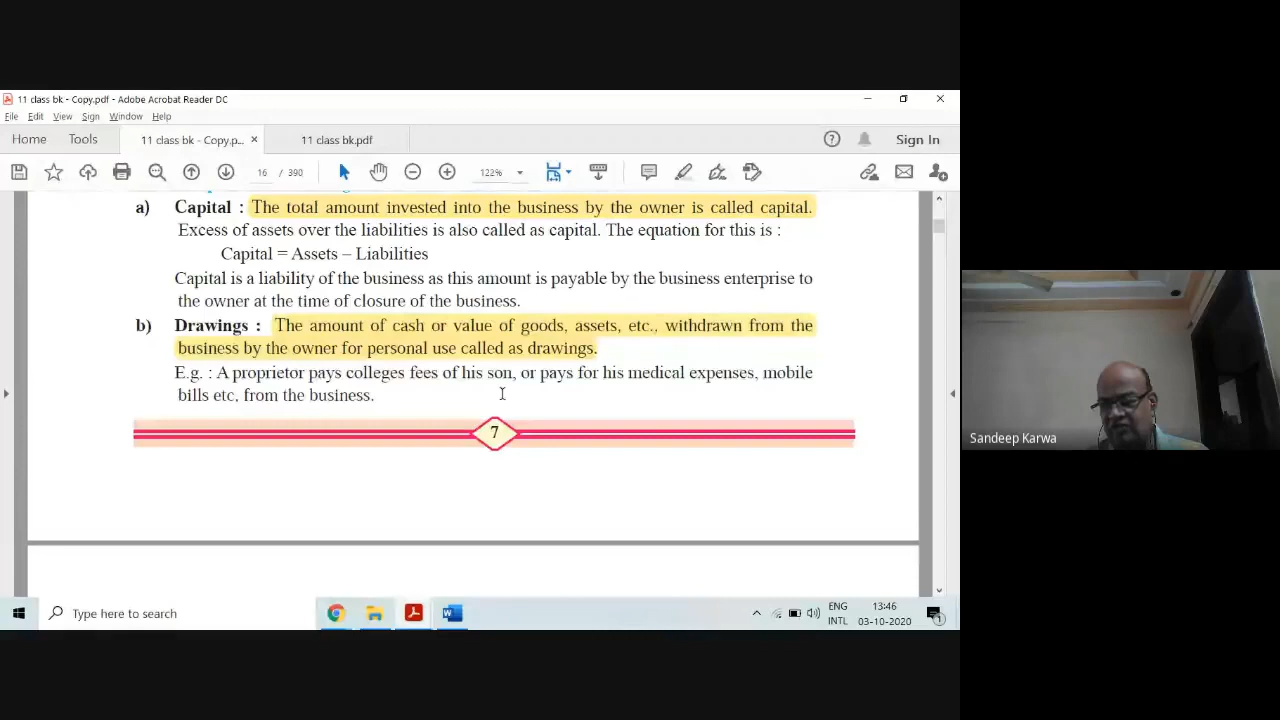 11 class bk - Copy.pdf - Adobe Acrobat Reader DC
File Edit View Sign Window Help
Home Tools 11 class bk - Copy.p... × 11 class bk.pdf Sign In
16 / 390 122%
a) Capital : The total amount invested into the business by the owner is called capital.
Excess of assets over the liabilities is also called as capital. The equation for this is :
Capital = Assets – Liabilities
Capital is a liability of the business as this amount is payable by the business enterprise to
the owner at the time of closure of the business.
b) Drawings : The amount of cash or value of goods, assets, etc., withdrawn from the
business by the owner for personal use called as drawings.
E.g. : A proprietor pays colleges fees of his son, or pays for his medical expenses, mobile
bills etc, from the business.
7
Sandeep Karwa
Type here to search
ENG 13:46
INTL 03-10-2020
1